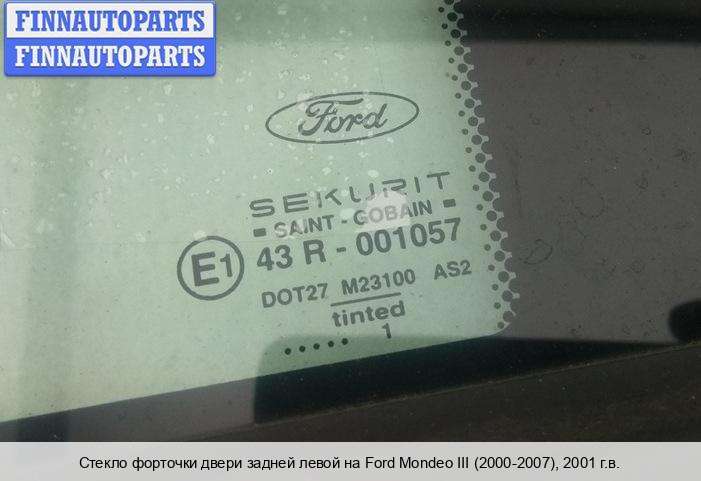 FINNAUTOPARTS
FINNAUTOPARTS
Ford
SEKURIT
SAINT-GOBAIN
E1 43 R - 001057
DOT27 M23100 AS2
tinted
..... 1
Стекло форточки двери задней левой на Ford Mondeo III (2000-2007), 2001 г.в.